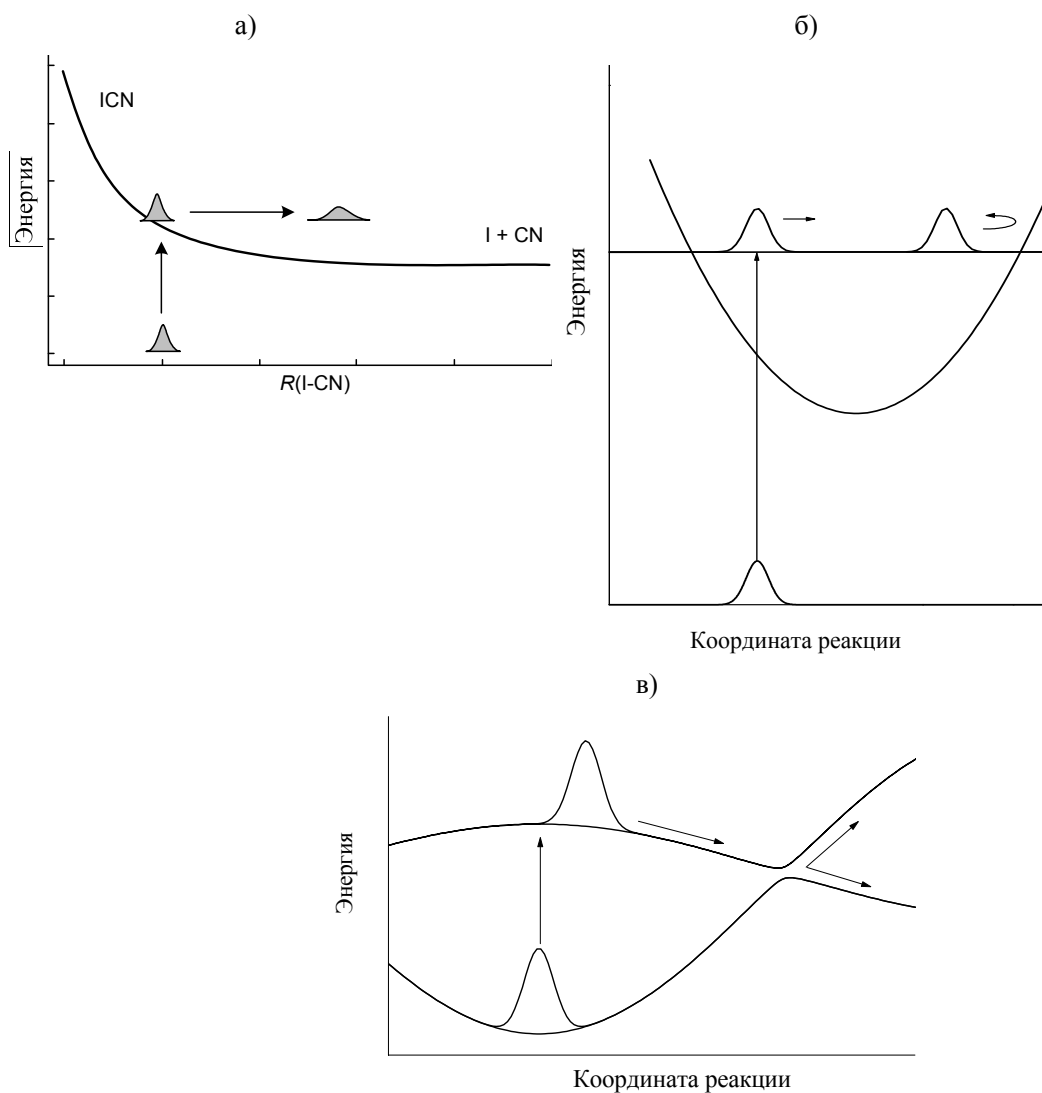 а)
ICN
Энергия
I + CN
R(I-CN)
б)
Энергия
Координата реакции
в)
Энергия
Координата реакции